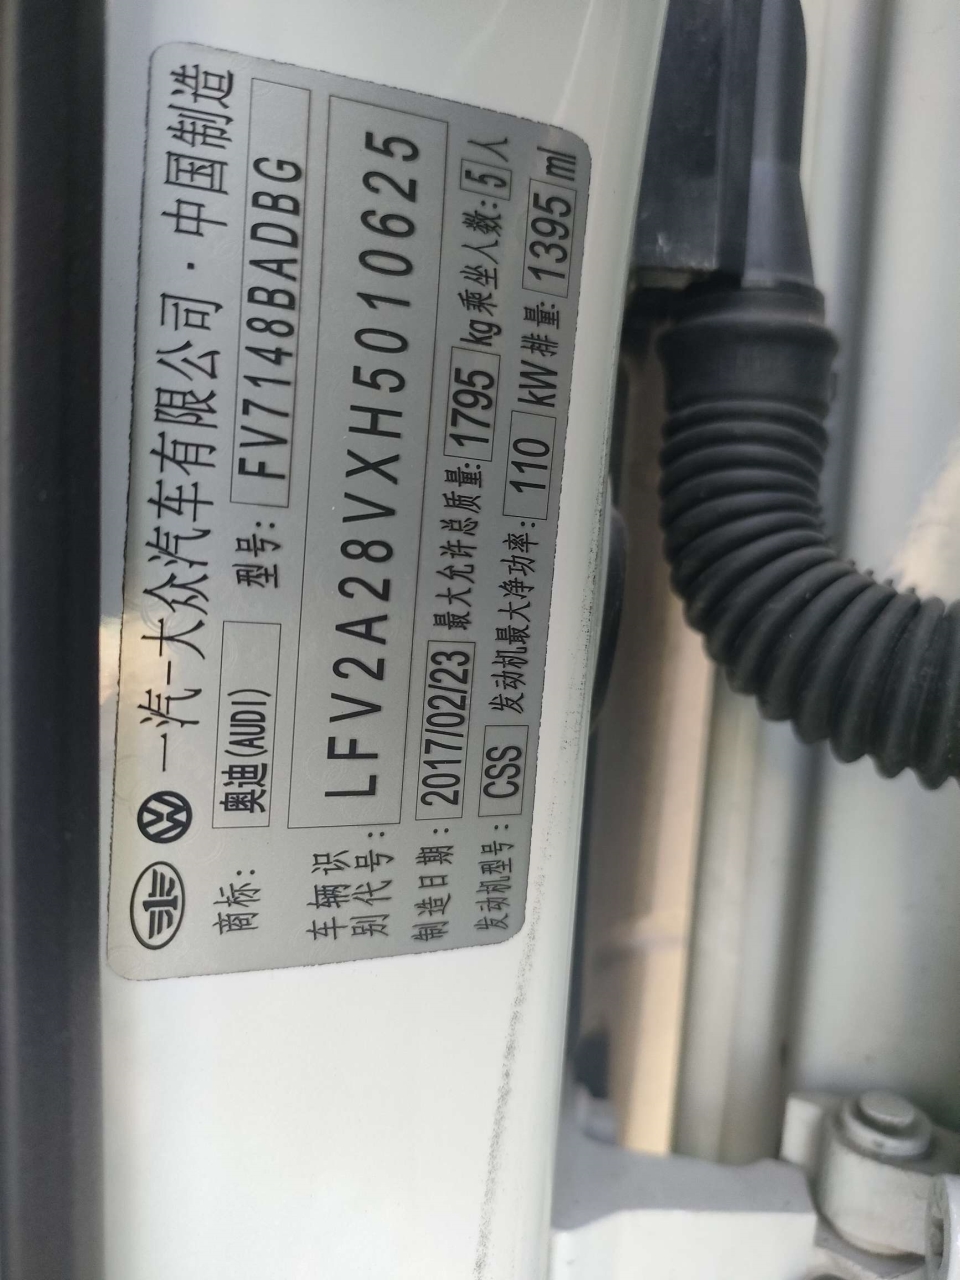 一汽-大众汽车有限公司·中国制造
商标: 奥迪(AUDI) 型号: FV7148BADBG
车辆识别代号: LFV2A28VXH5010625
制造日期: 2017/02/23 最大允许总质量: 1795 kg 乘坐人数: 5 人
发动机型号: CSS 发动机最大净功率: 110 kW 排量: 1395 ml